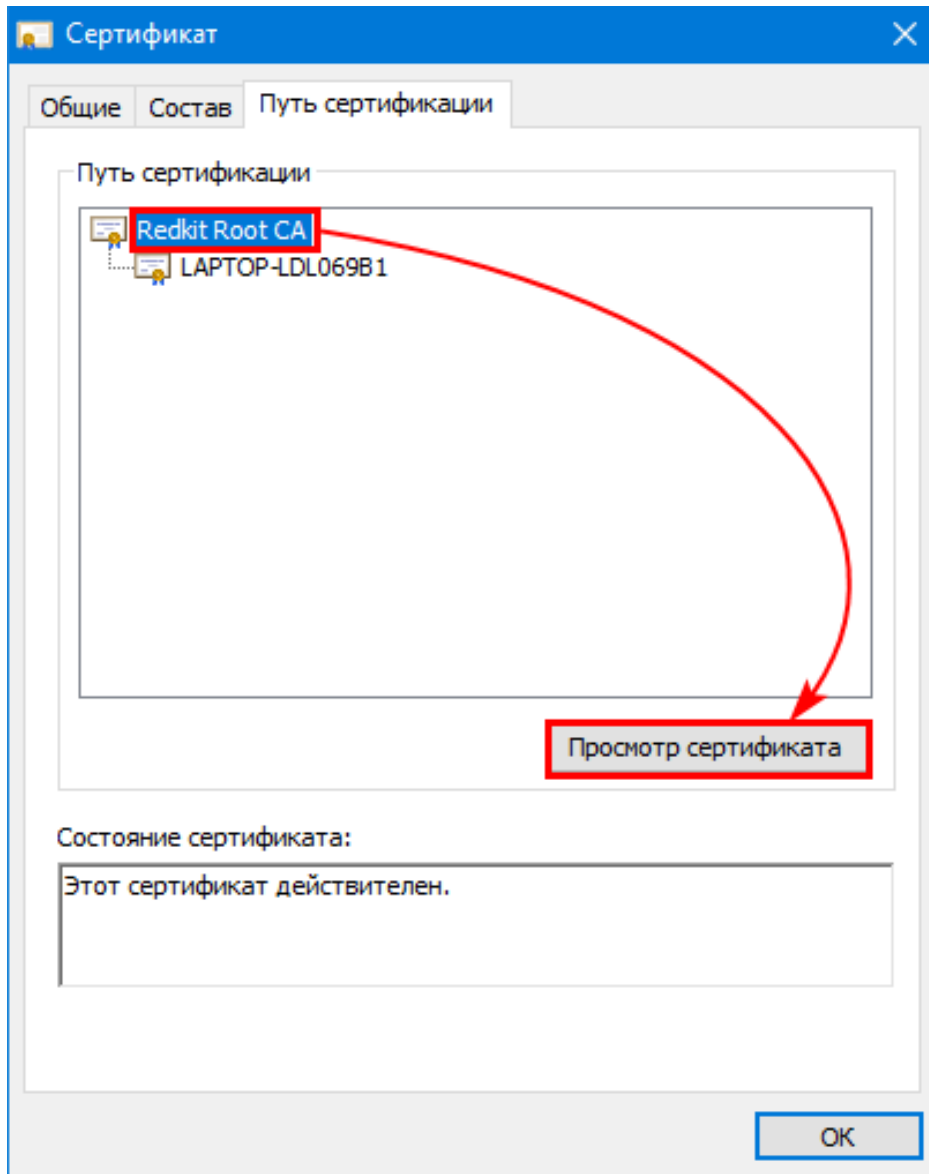 Сертификат
Общие Состав Путь сертификации
Путь сертификации
Redkit Root CA
LAPTOP-LDL069B1
Просмотр сертификата
Состояние сертификата:
Этот сертификат действителен.
ОК